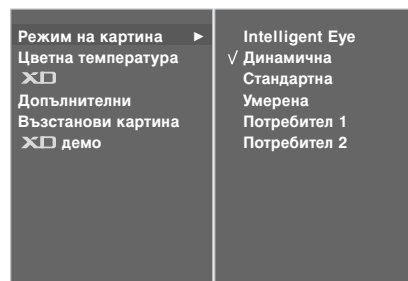 Режим на картина ►
Цветна температура
XD
Допълнителни
Възстанови картина
XD демо
Intelligent Eye
√ Динамична
Стандартна
Умерена
Потребител 1
Потребител 2